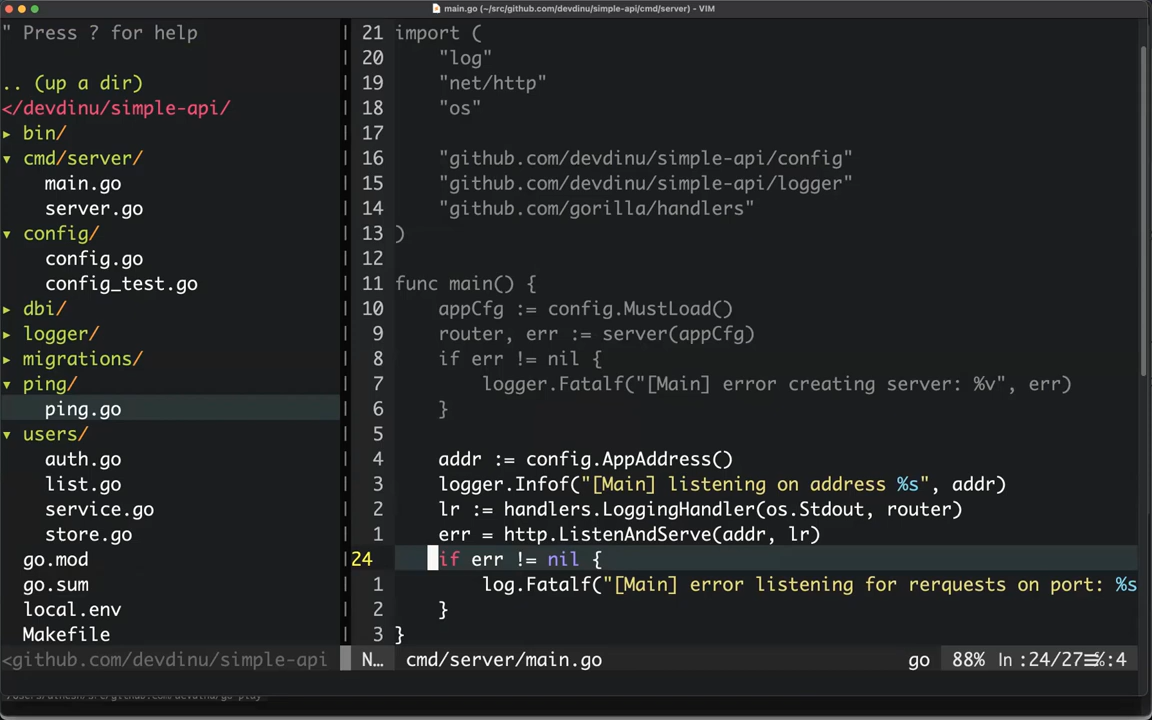 main.go (~/src/github.com/devdinu/simple-api/cmd/server) - VIM
" Press ? for help
.. (up a dir)
</devdinu/simple-api/
▸ bin/
▾ cmd/server/
main.go
server.go
▾ config/
config.go
config_test.go
▸ dbi/
▸ logger/
▸ migrations/
▾ ping/
ping.go
▾ users/
auth.go
list.go
service.go
store.go
go.mod
go.sum
local.env
Makefile
<github.com/devdinu/simple-api
21 import (
20 "log"
19 "net/http"
18 "os"
17
16 "github.com/devdinu/simple-api/config"
15 "github.com/devdinu/simple-api/logger"
14 "github.com/gorilla/handlers"
13 )
12
11 func main() {
10 appCfg := config.MustLoad()
9 router, err := server(appCfg)
8 if err != nil {
7 logger.Fatalf("[Main] error creating server: %v", err)
6 }
5
4 addr := config.AppAddress()
3 logger.Infof("[Main] listening on address %s", addr)
2 lr := handlers.LoggingHandler(os.Stdout, router)
1 err = http.ListenAndServe(addr, lr)
24 if err != nil {
1 log.Fatalf("[Main] error listening for rerquests on port: %s
2 }
3 }
N… cmd/server/main.go go 88% ln :24/27≡%:4